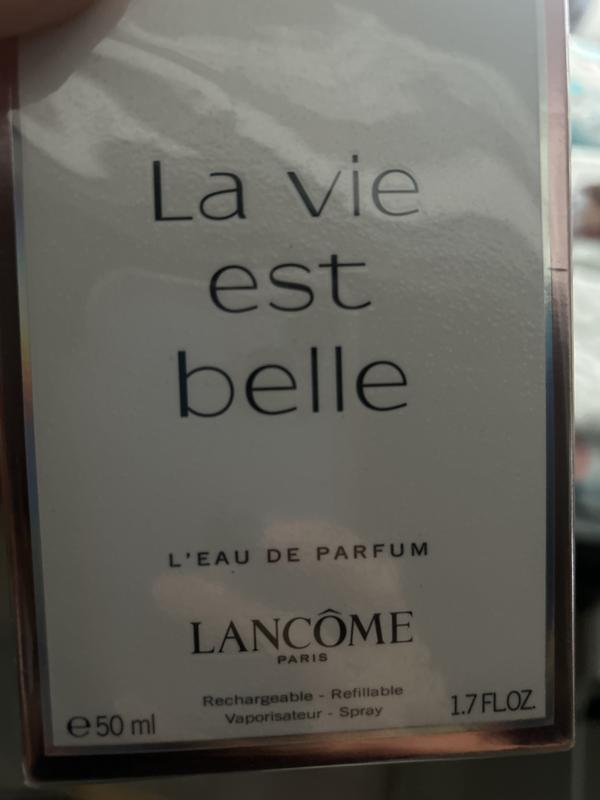 La vie
est
belle
L'EAU DE PARFUM
LANCÔME
PARIS
Rechargeable - Refillable
Vaporisateur - Spray
℮50 ml
1.7 FL.OZ.